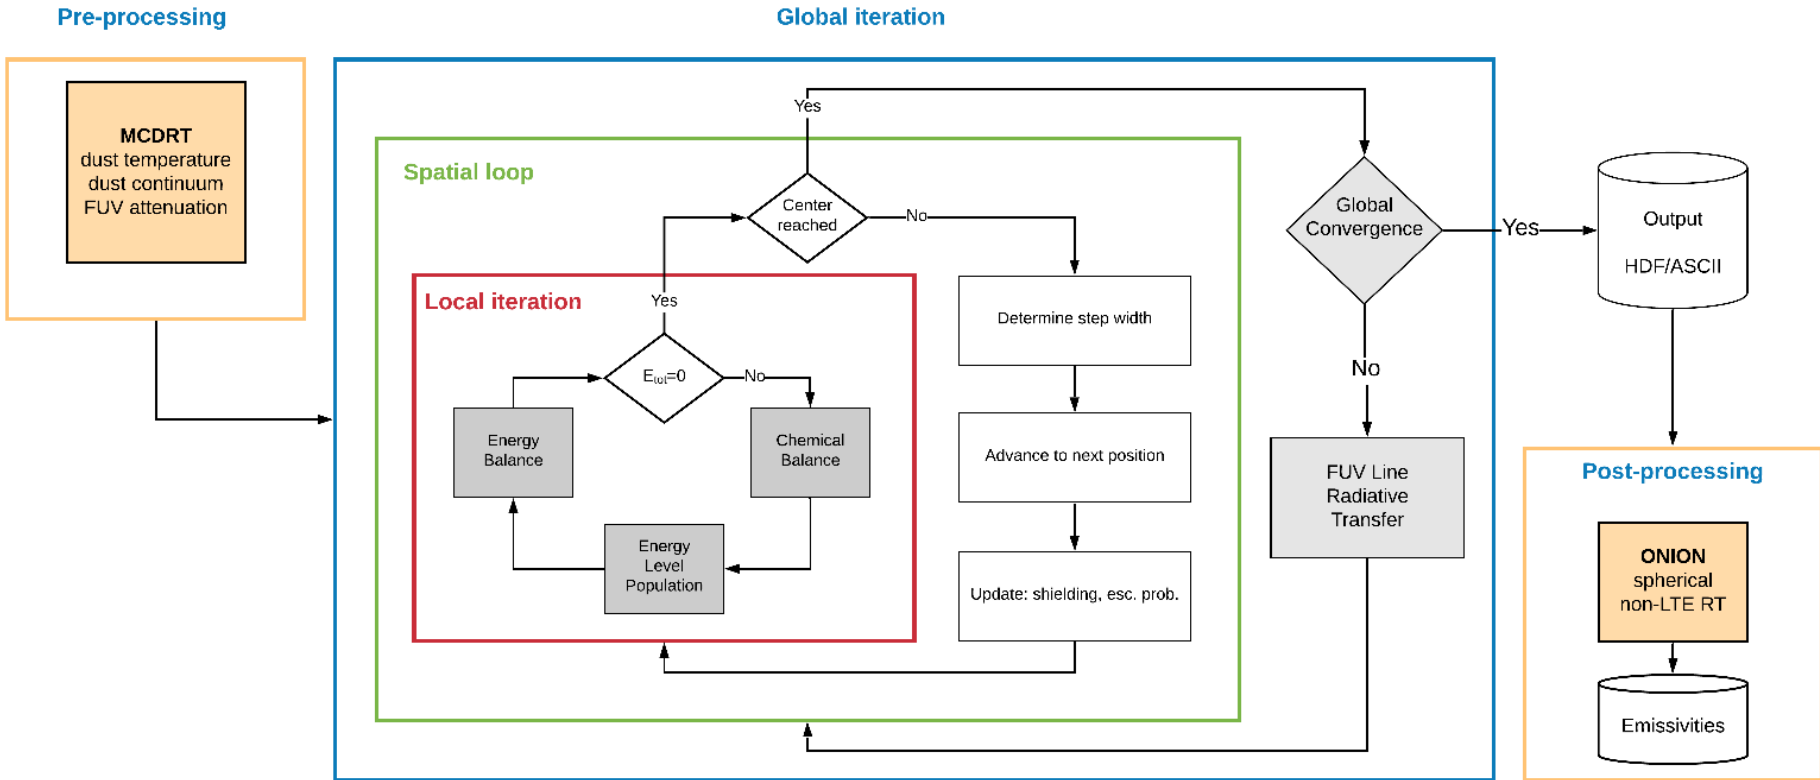 Pre-processing
Global iteration
MCDRT
dust temperature
dust continuum
FUV attenuation
Yes
Spatial loop
Center
reached
No
Global
Convergence
Yes
Output
HDF/ASCII
Local iteration
Yes
Etot=0
No
Energy
Balance
Chemical
Balance
Energy
Level
Population
Determine step width
Advance to next position
Update: shielding, esc. prob.
No
FUV Line
Radiative
Transfer
Post-processing
ONION
spherical
non-LTE RT
Emissivities